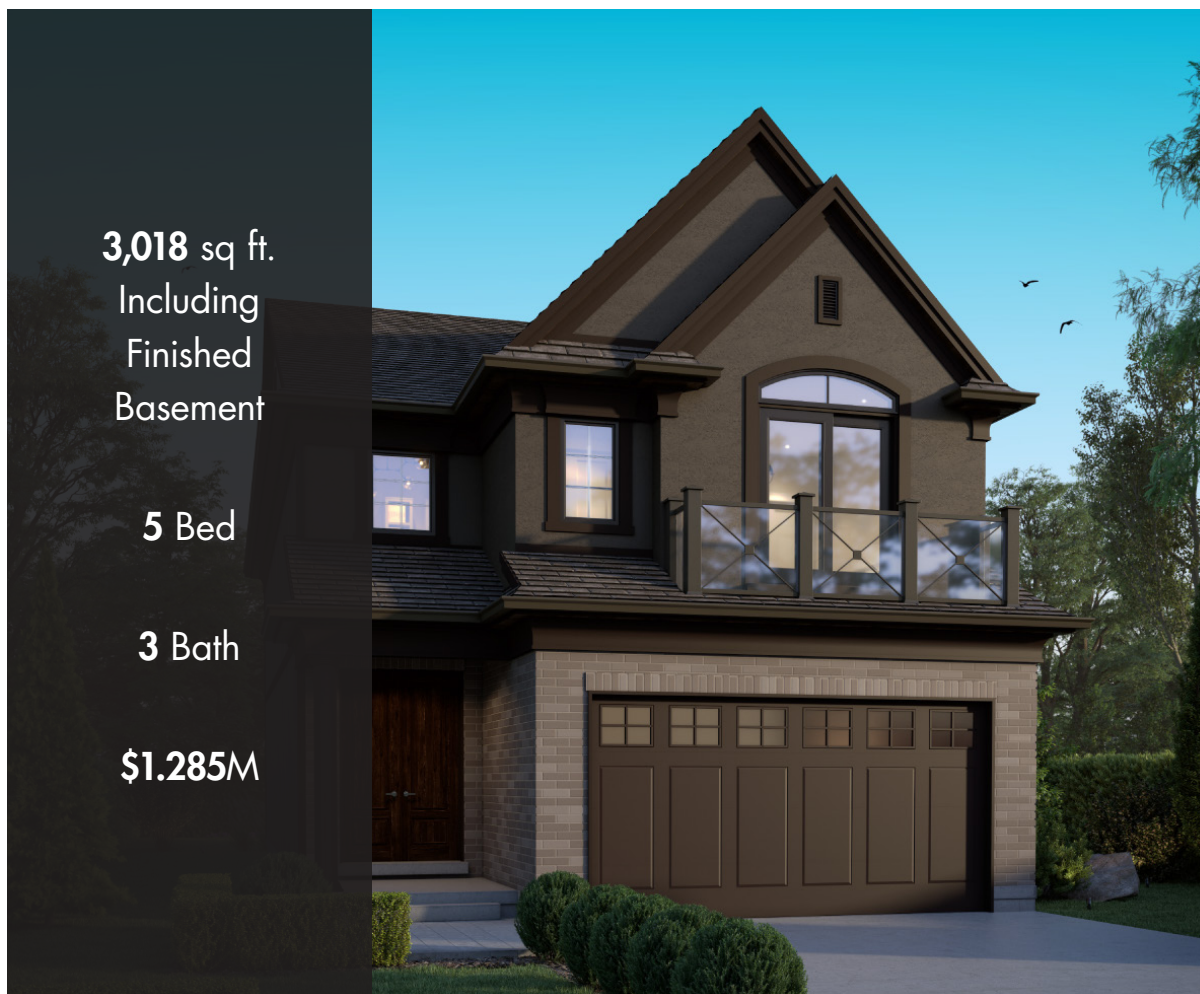 3,018 sq ft.
Including
Finished
Basement
5 Bed
3 Bath
$1.285M